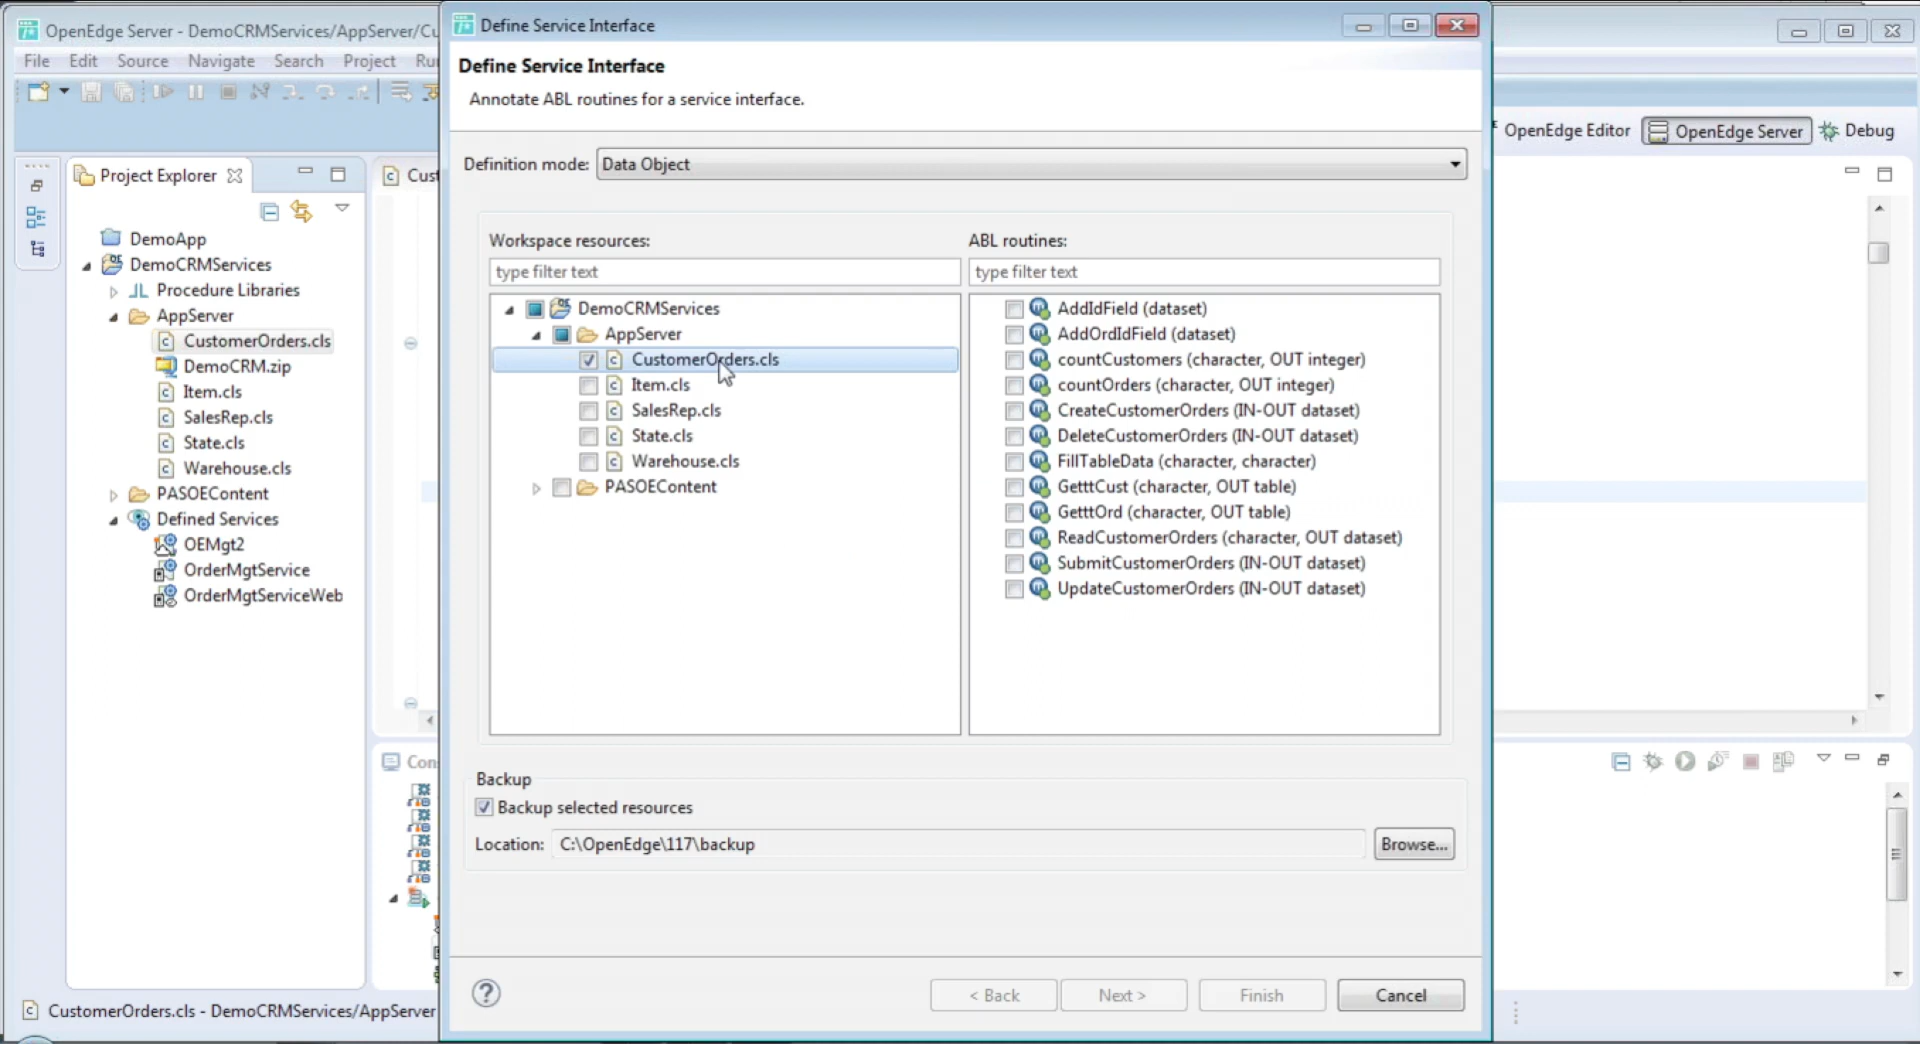 OpenEdge Server - DemoCRMServices/AppServer/Cu
File Edit Source Navigate Search Project Ru
Project Explorer
DemoApp
DemoCRMServices
Procedure Libraries
AppServer
CustomerOrders.cls
DemoCRM.zip
Item.cls
SalesRep.cls
State.cls
Warehouse.cls
PASOEContent
Defined Services
OEMgt2
OrderMgtService
OrderMgtServiceWeb
CustomerOrders.cls - DemoCRMServices/AppServer
Cust
Con
Define Service Interface
Define Service Interface
Annotate ABL routines for a service interface.
Definition mode: Data Object
Workspace resources:
type filter text
DemoCRMServices
AppServer
CustomerOrders.cls
Item.cls
SalesRep.cls
State.cls
Warehouse.cls
PASOEContent
ABL routines:
type filter text
AddIdField (dataset)
AddOrdIdField (dataset)
countCustomers (character, OUT integer)
countOrders (character, OUT integer)
CreateCustomerOrders (IN-OUT dataset)
DeleteCustomerOrders (IN-OUT dataset)
FillTableData (character, character)
GetttCust (character, OUT table)
GetttOrd (character, OUT table)
ReadCustomerOrders (character, OUT dataset)
SubmitCustomerOrders (IN-OUT dataset)
UpdateCustomerOrders (IN-OUT dataset)
Backup
Backup selected resources
Location: C:\OpenEdge\117\backup
Browse...
< Back Next > Finish Cancel
OpenEdge Editor OpenEdge Server Debug